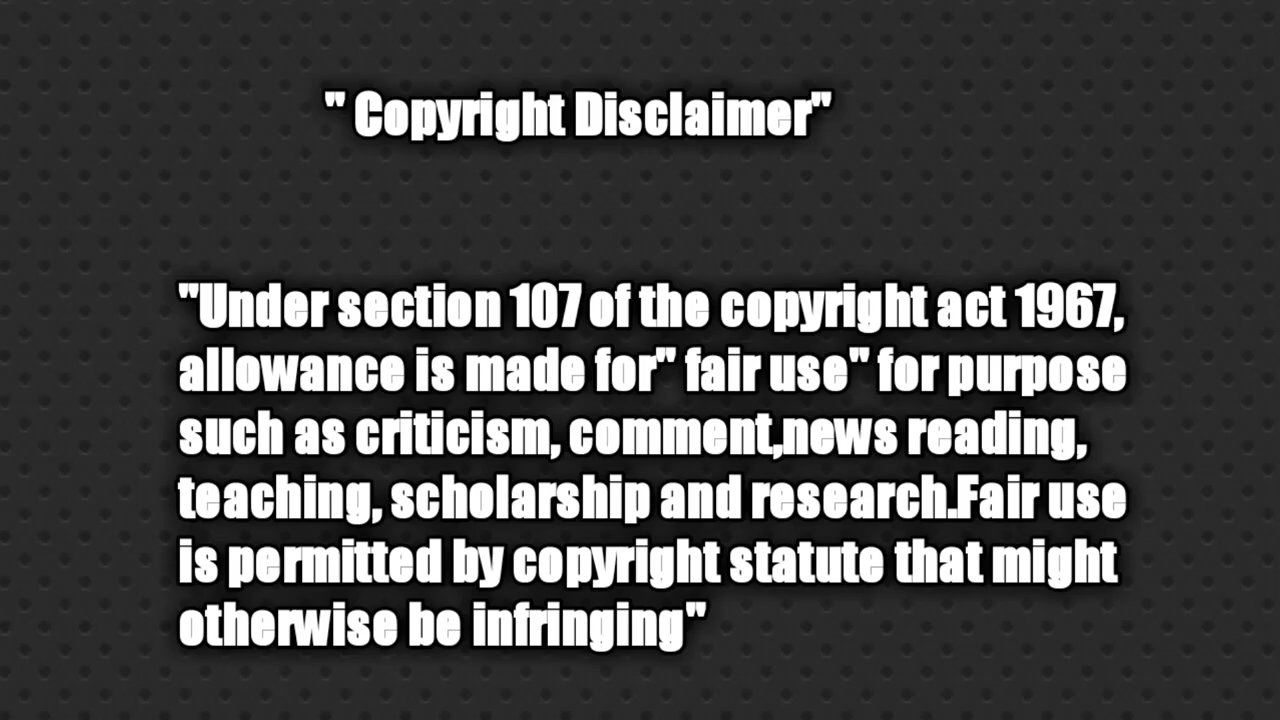 " Copyright Disclaimer"
"Under section 107 of the copyright act 1967,
allowance is made for" fair use" for purpose
such as criticism, comment,news reading,
teaching, scholarship and research.Fair use
is permitted by copyright statute that might
otherwise be infringing"